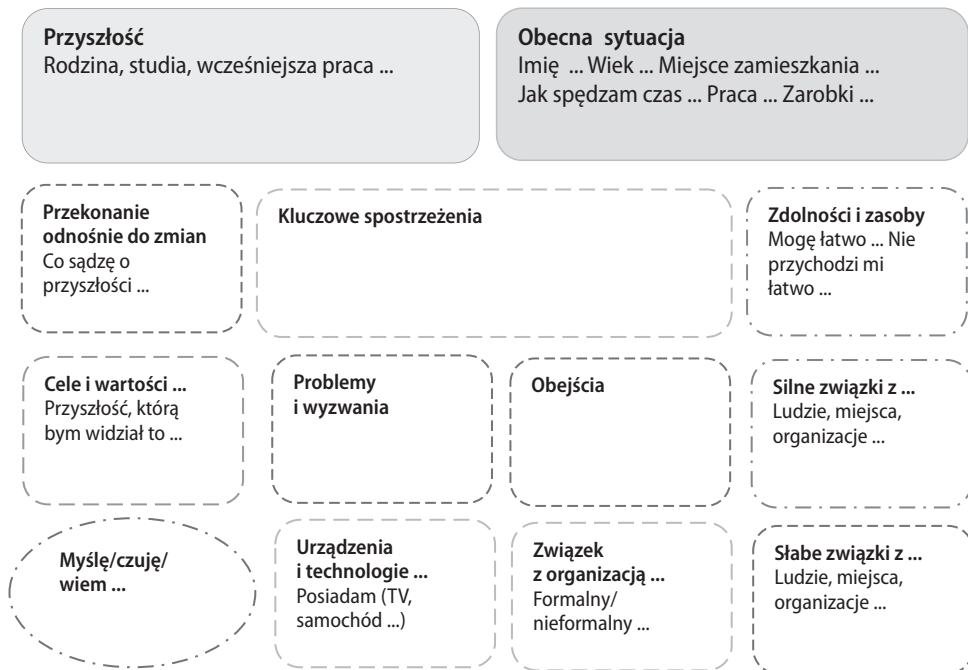 Przyszłość
Rodzina, studia, wcześniejsza praca ...
Obecna sytuacja
Imię ... Wiek ... Miejsce zamieszkania ...
Jak spędzam czas ... Praca ... Zarobki ...
Przekonanie
odnośnie do zmian
Co sądzę o
przyszłości ...
Kluczowe spostrzeżenia
Zdolności i zasoby
Mogę łatwo ... Nie
przychodzi mi
łatwo ...
Cele i wartości ...
Przyszłość, którą
bym widział to ...
Problemy
i wyzwania
Obejścia
Silne związki z ...
Ludzie, miejsca,
organizacje ...
Myślę/czuję/
wiem ...
Urządzenia
i technologie ...
Posiadam (TV,
samochód ...)
Związek
z organizacją ...
Formalny/
nieformalny ...
Słabe związki z ...
Ludzie, miejsca,
organizacje ...